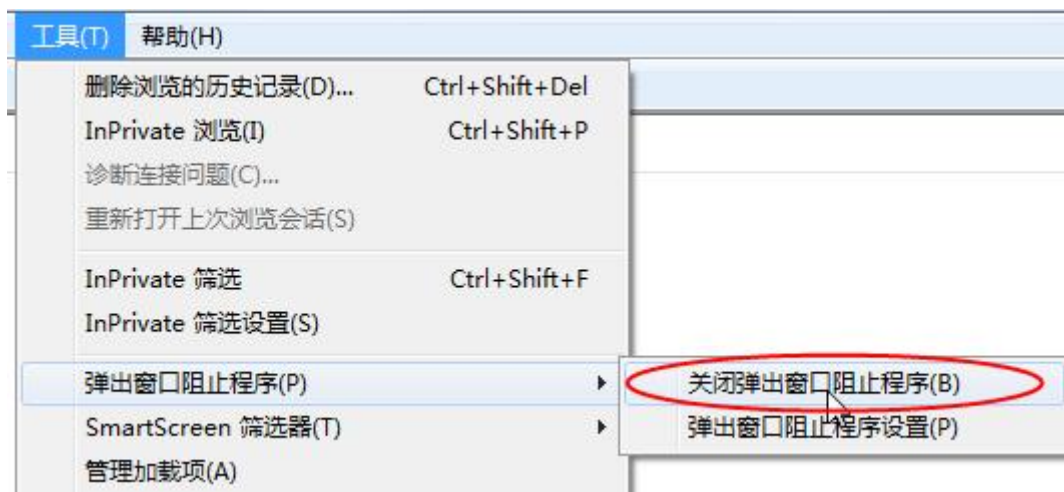 工具(T) 帮助(H)
删除浏览的历史记录(D)... Ctrl+Shift+Del
InPrivate 浏览(I) Ctrl+Shift+P
诊断连接问题(C)...
重新打开上次浏览会话(S)
InPrivate 筛选 Ctrl+Shift+F
InPrivate 筛选设置(S)
弹出窗口阻止程序(P) 关闭弹出窗口阻止程序(B)
SmartScreen 筛选器(T) 弹出窗口阻止程序设置(P)
管理加载项(A)